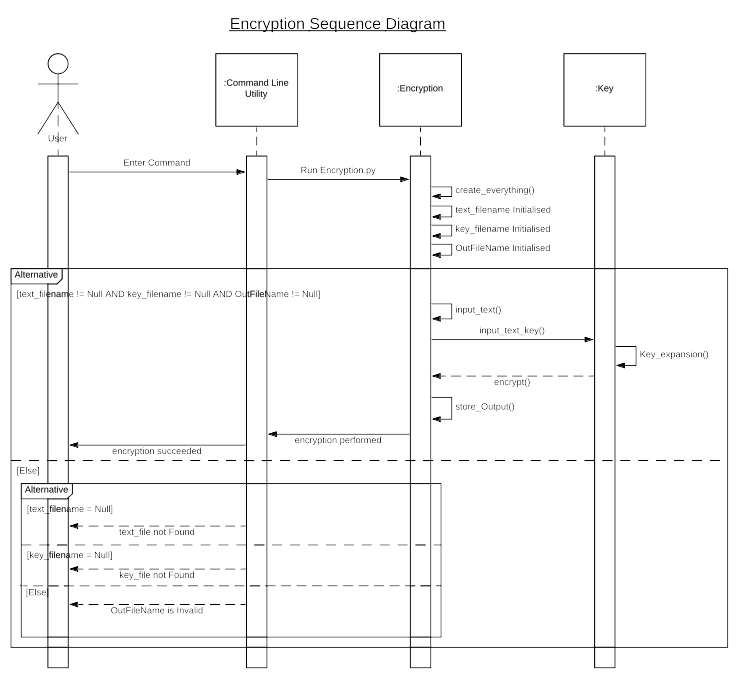 Encryption Sequence Diagram
:Command Line
Utility
:Encryption
:Key
User
Enter Command
Run Encryption.py
create_everything()
text_filename Initialised
key_filename Initialised
OutFileName Initialised
Alternative
[text_filename != Null AND key_filename != Null AND OutFileName != Null]
input_text()
input_text_key()
Key_expansion()
encrypt()
store_Output()
encryption performed
encryption succeeded
[Else]
Alternative
[text_filename = Null]
text_file not Found
[key_filename = Null]
key_file not Found
[Else]
OutFileName is Invalid